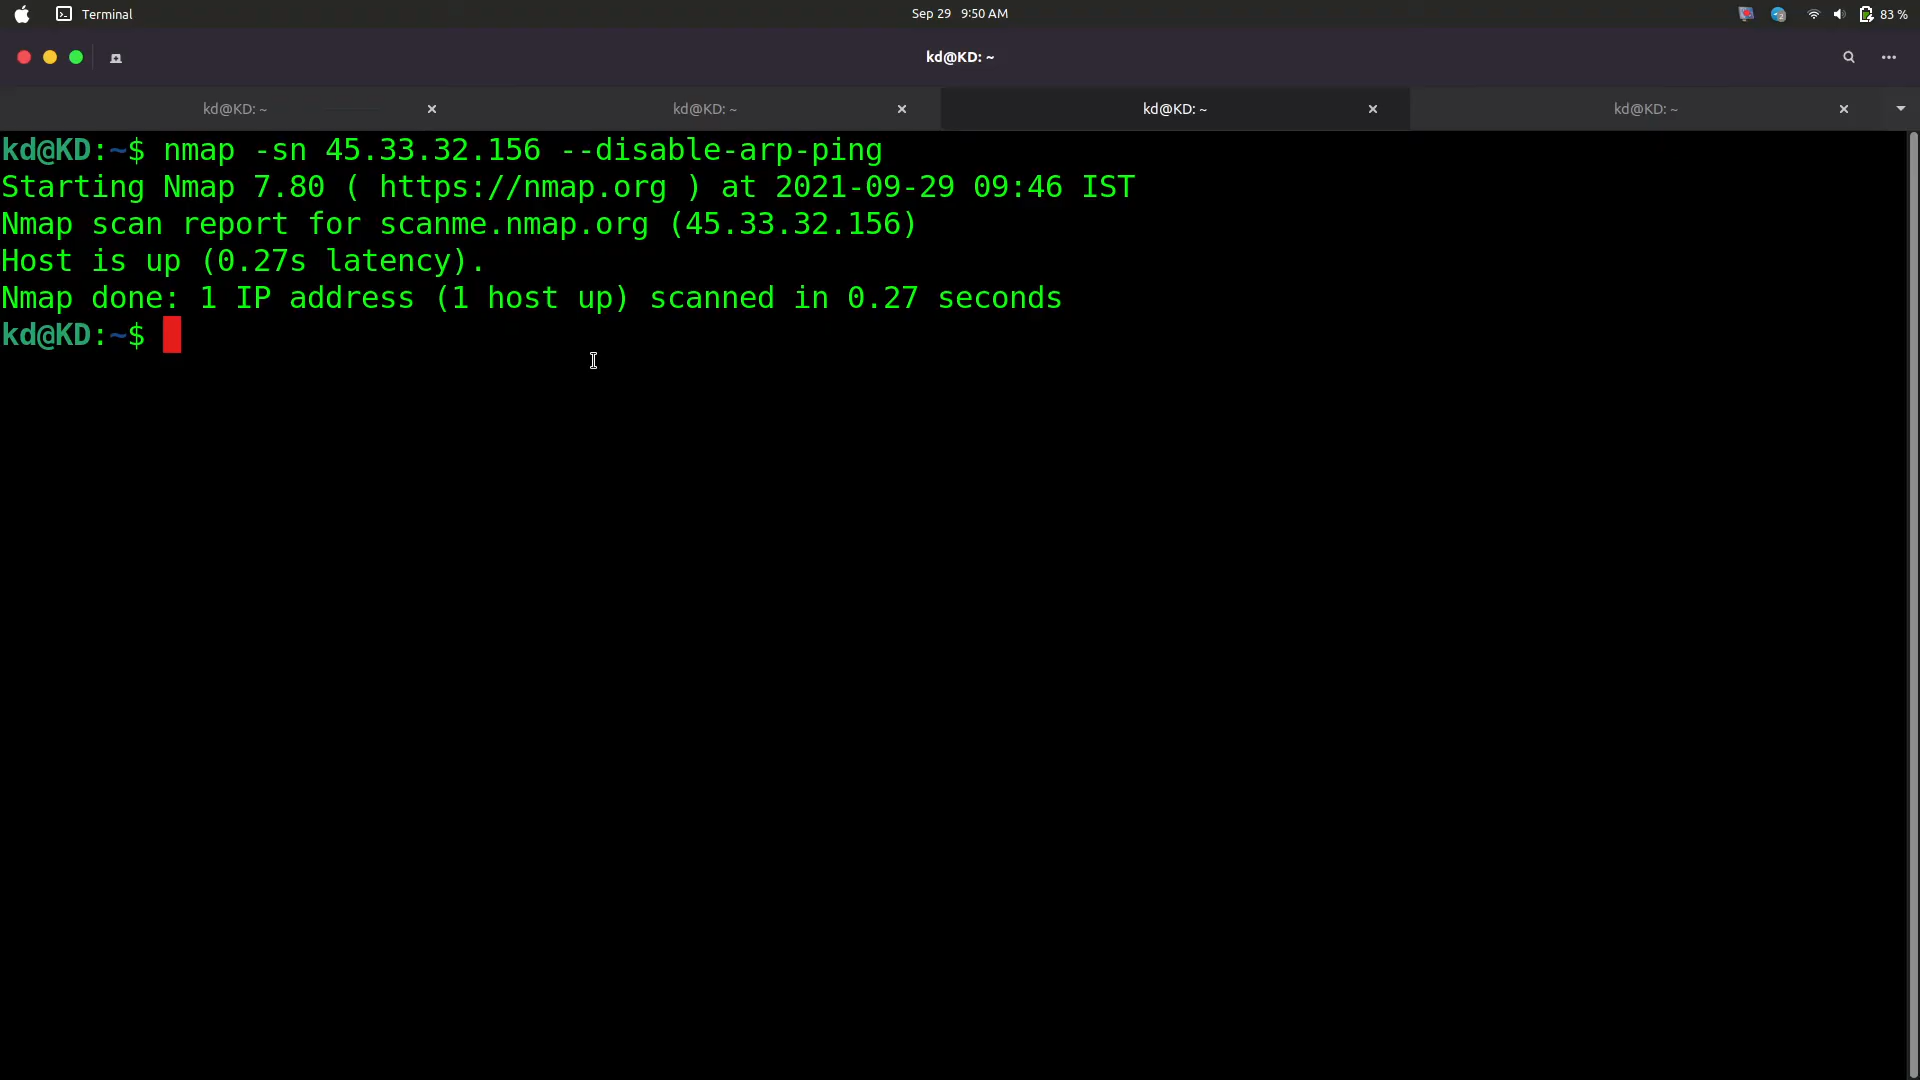 Terminal
Sep 29 9:50 AM
83 %
kd@KD: ~
kd@KD: ~
kd@KD: ~
kd@KD: ~
kd@KD: ~
kd@KD:~$ nmap -sn 45.33.32.156 --disable-arp-ping
Starting Nmap 7.80 ( https://nmap.org ) at 2021-09-29 09:46 IST
Nmap scan report for scanme.nmap.org (45.33.32.156)
Host is up (0.27s latency).
Nmap done: 1 IP address (1 host up) scanned in 0.27 seconds
kd@KD:~$